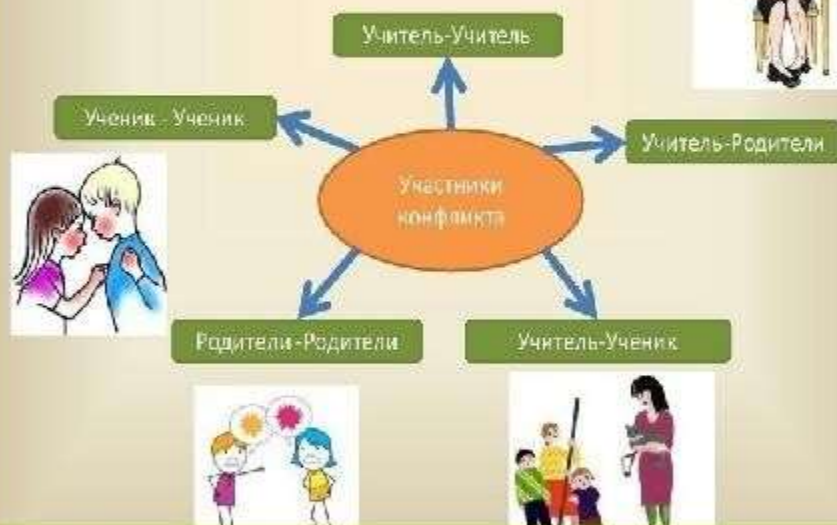 Учитель-Учитель
Ученик - Ученик
Учитель-Родители
Участники
конфликта
Родители-Родители
Учитель-Ученик